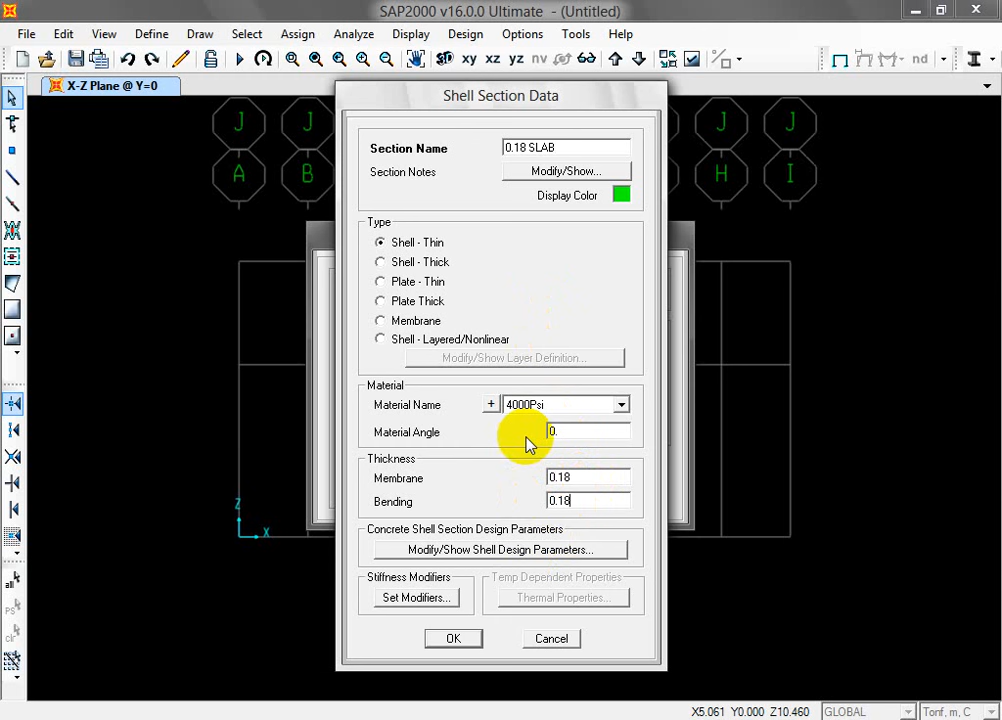 SAP2000 v16.0.0 Ultimate - (Untitled)
File Edit View Define Draw Select Assign Analyze Display Design Options Tools Help
3-D xy xz yz nv nd
X-Z Plane @ Y=0
Shell Section Data
J J J J
A B H I
Section Name 0.18 SLAB
Section Notes Modify/Show...
Display Color
Type
Shell - Thin
Shell - Thick
Plate - Thin
Plate Thick
Membrane
Shell - Layered/Nonlinear
Modify/Show Layer Definition...
Material
Material Name + 4000Psi
Material Angle 0.
Thickness
Membrane 0.18
Bending 0.18
Z
X
Concrete Shell Section Design Parameters
Modify/Show Shell Design Parameters...
Stiffness Modifiers Temp Dependent Properties
Set Modifiers... Thermal Properties...
all
PS
clr
OK Cancel
X5.061 Y0.000 Z10.460 GLOBAL Tonf, m, C